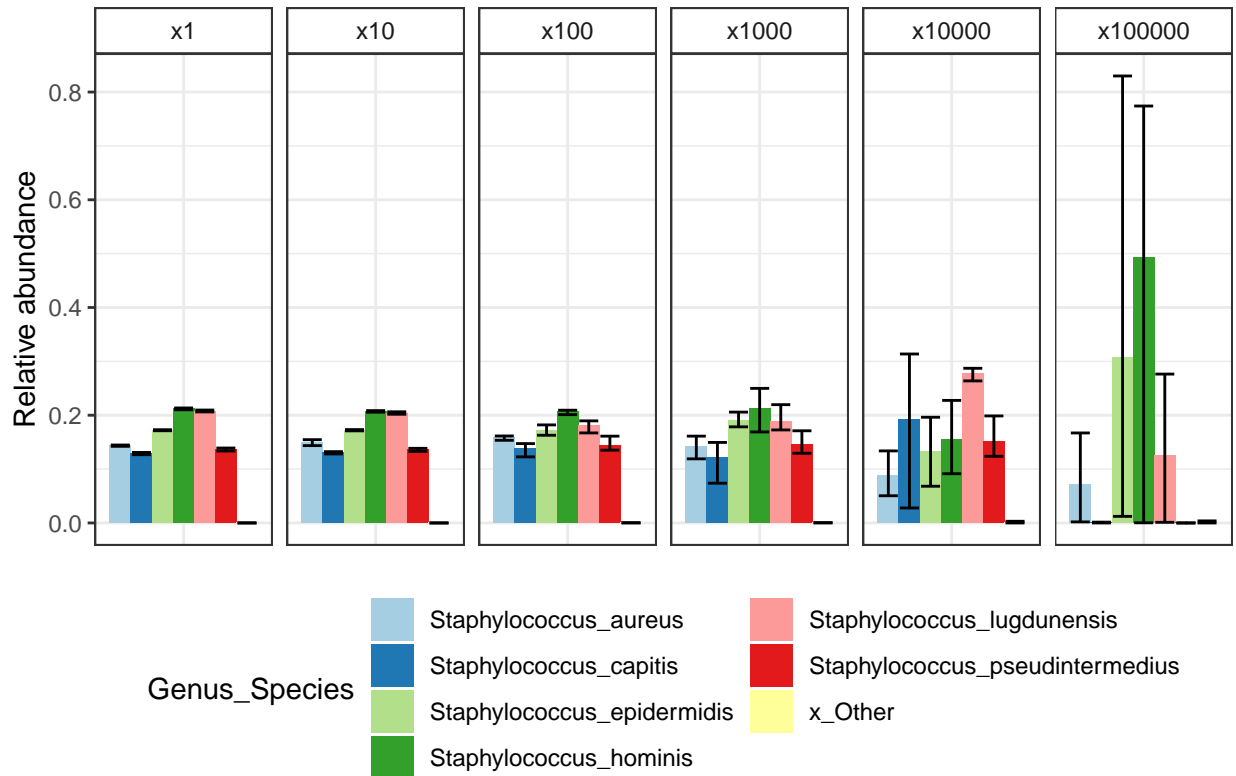 x1
x10
x100
x1000
x10000
x100000
Relative abundance
0.8
0.6
0.4
0.2
0.0
Genus_Species
Staphylococcus_aureus
Staphylococcus_capitis
Staphylococcus_epidermidis
Staphylococcus_hominis
Staphylococcus_lugdunensis
Staphylococcus_pseudintermedius
x_Other